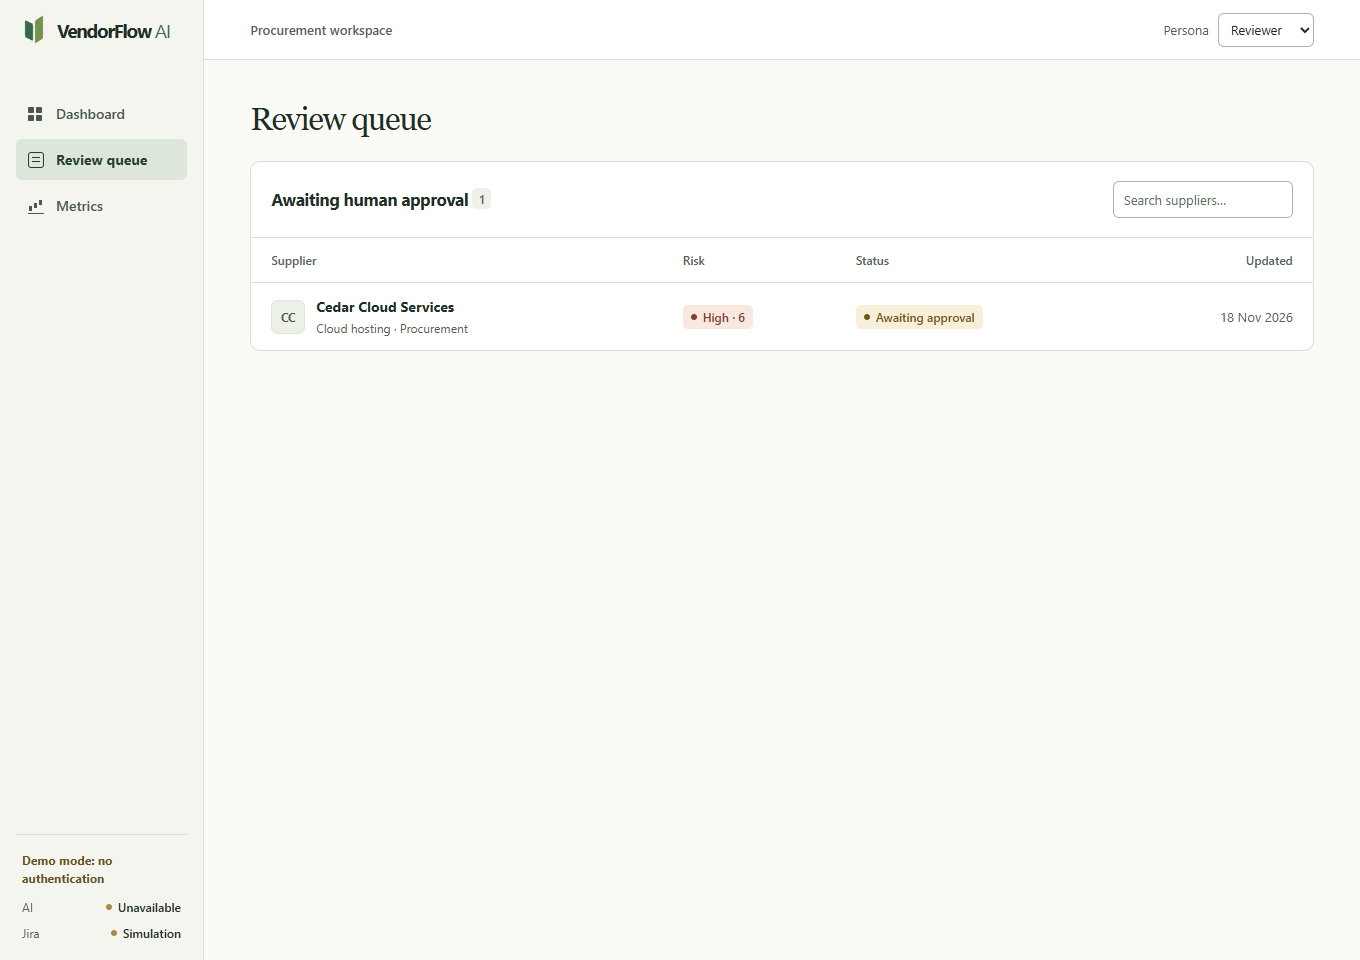 VendorFlow AI
Procurement workspace
Persona
Reviewer
Dashboard
Review queue
Metrics
Review queue
Awaiting human approval 1
Search suppliers...
Supplier Risk Status Updated
CC
Cedar Cloud Services
Cloud hosting · Procurement
High · 6
Awaiting approval
18 Nov 2026
Demo mode: no
authentication
AI Unavailable
Jira Simulation